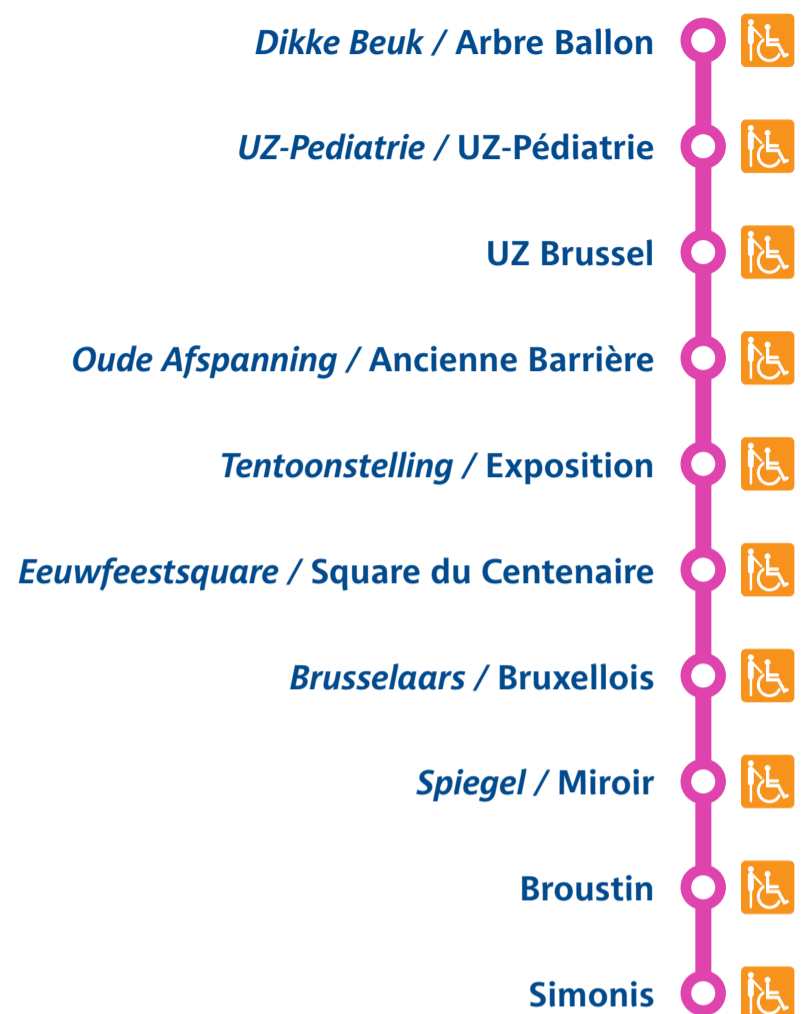 Dikke Beuk / Arbre Ballon
UZ-Pediatrie / UZ-Pédiatrie
UZ Brussel
Oude Afspanning / Ancienne Barrière
Tentoonstelling / Exposition
Eeuwfeestsquare / Square du Centenaire
Brusselaars / Bruxellois
Spiegel / Miroir
Broustin
Simonis